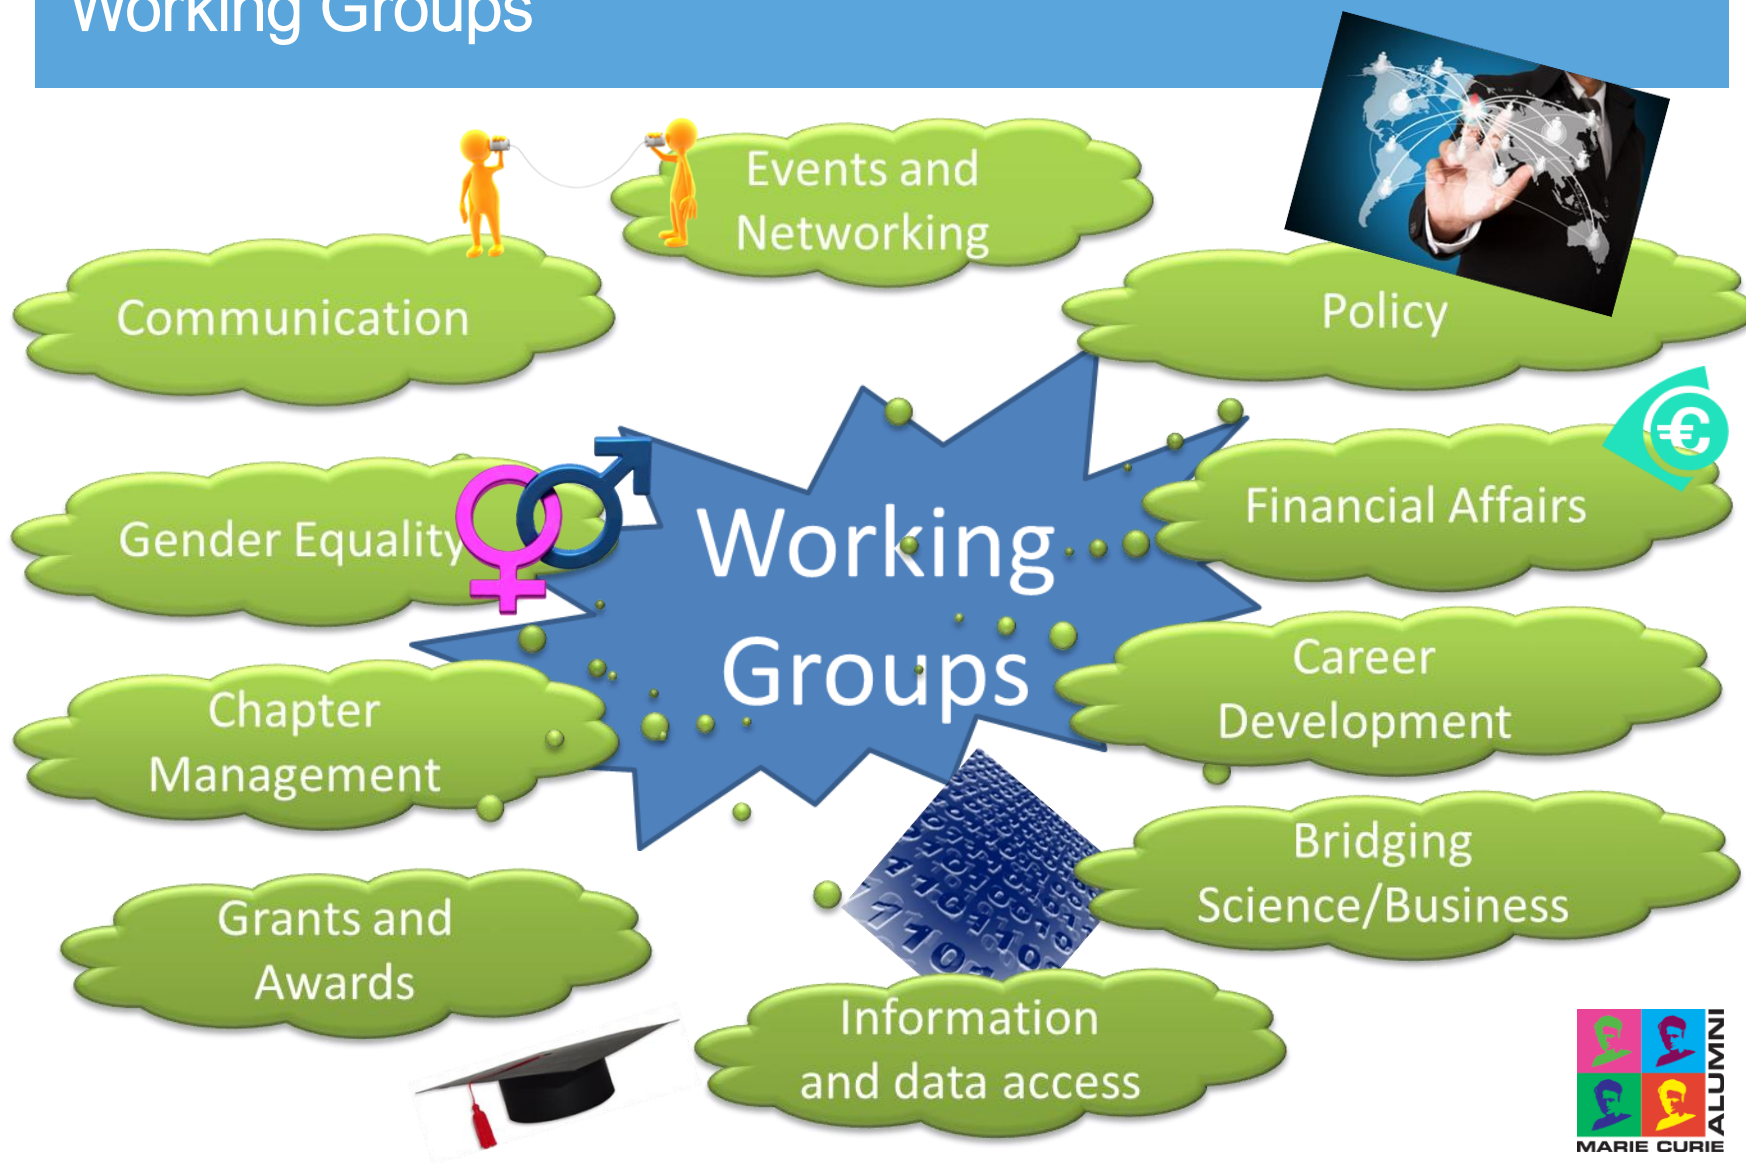 Working Groups
Events and
Networking
Communication
Policy
Gender Equality
Working
Groups
Financial Affairs
Chapter
Management
Career
Development
Bridging
Science/Business
Grants and
Awards
Information
and data access
ALUMNI
MARIE CURIE